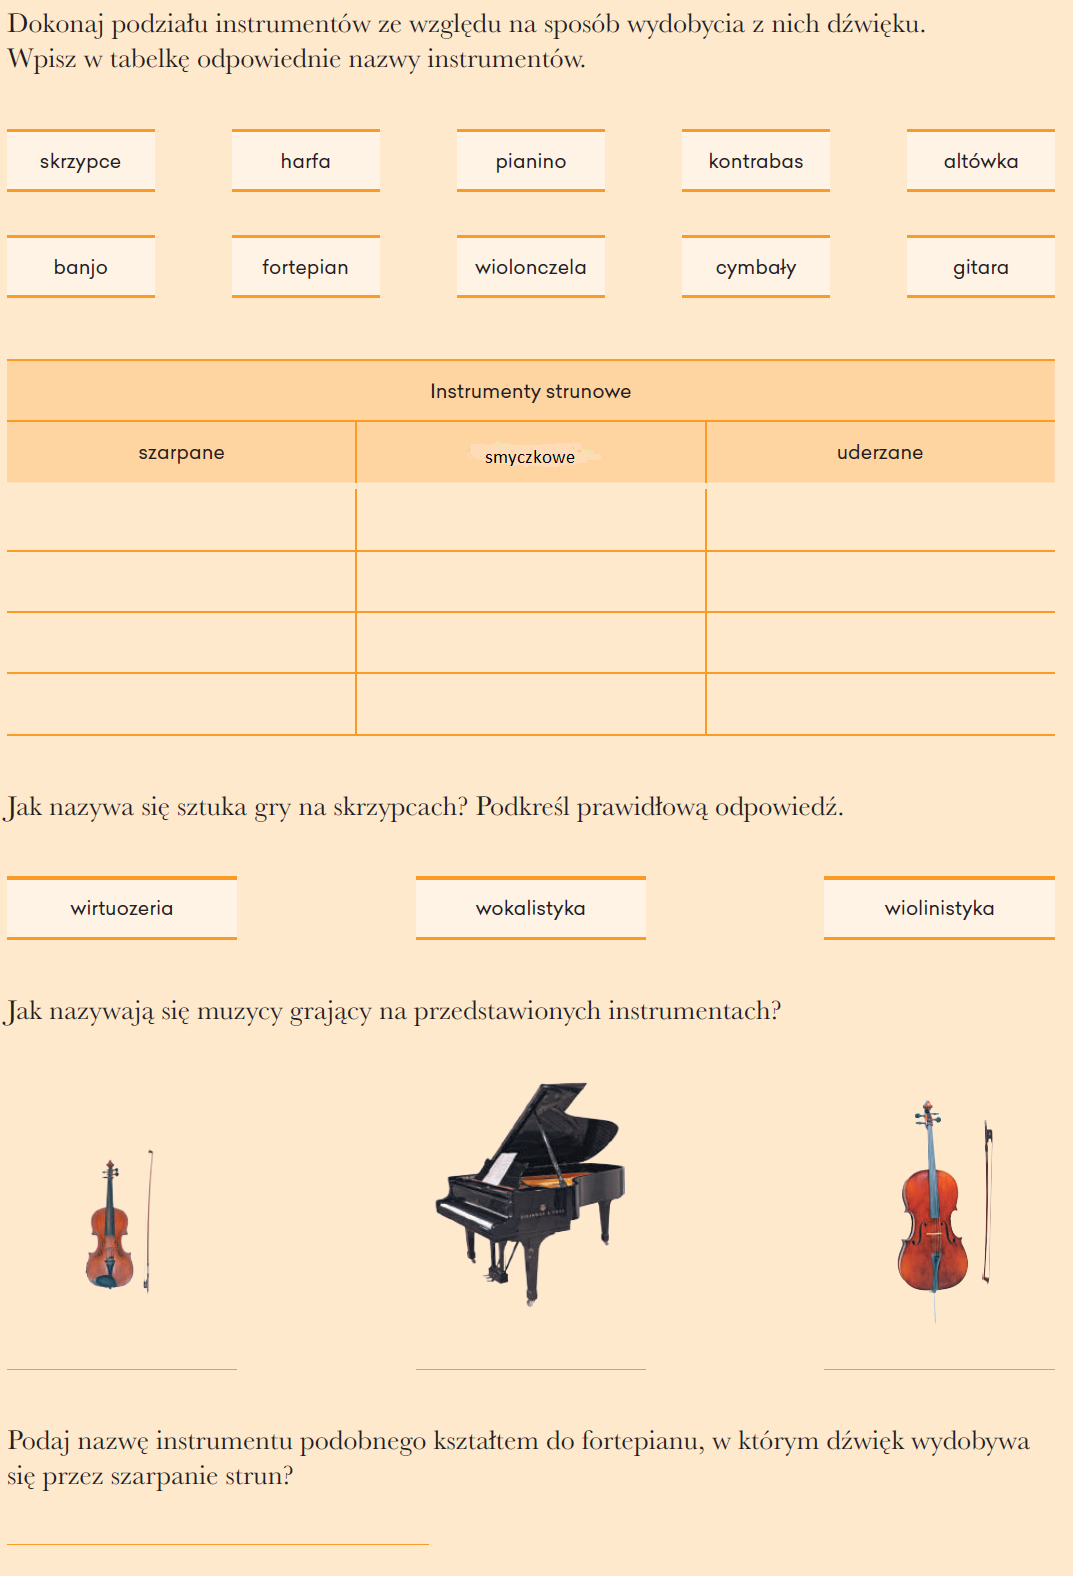 Dokonaj podziału instrumentów ze względu na sposób wydobycia z nich dźwięku.
Wpisz w tabelkę odpowiednie nazwy instrumentów.
skrzypce harfa pianino kontrabas altówka
banjo fortepian wiolonczela cymbały gitara
Instrumenty strunowe
szarpane smyczkowe uderzane
Jak nazywa się sztuka gry na skrzypcach? Podkreśl prawidłową odpowiedź.
wirtuozeria wokalistyka wiolinistyka
Jak nazywają się muzycy grający na przedstawionych instrumentach?
Podaj nazwę instrumentu podobnego kształtem do fortepianu, w którym dźwięk wydobywa
się przez szarpanie strun?